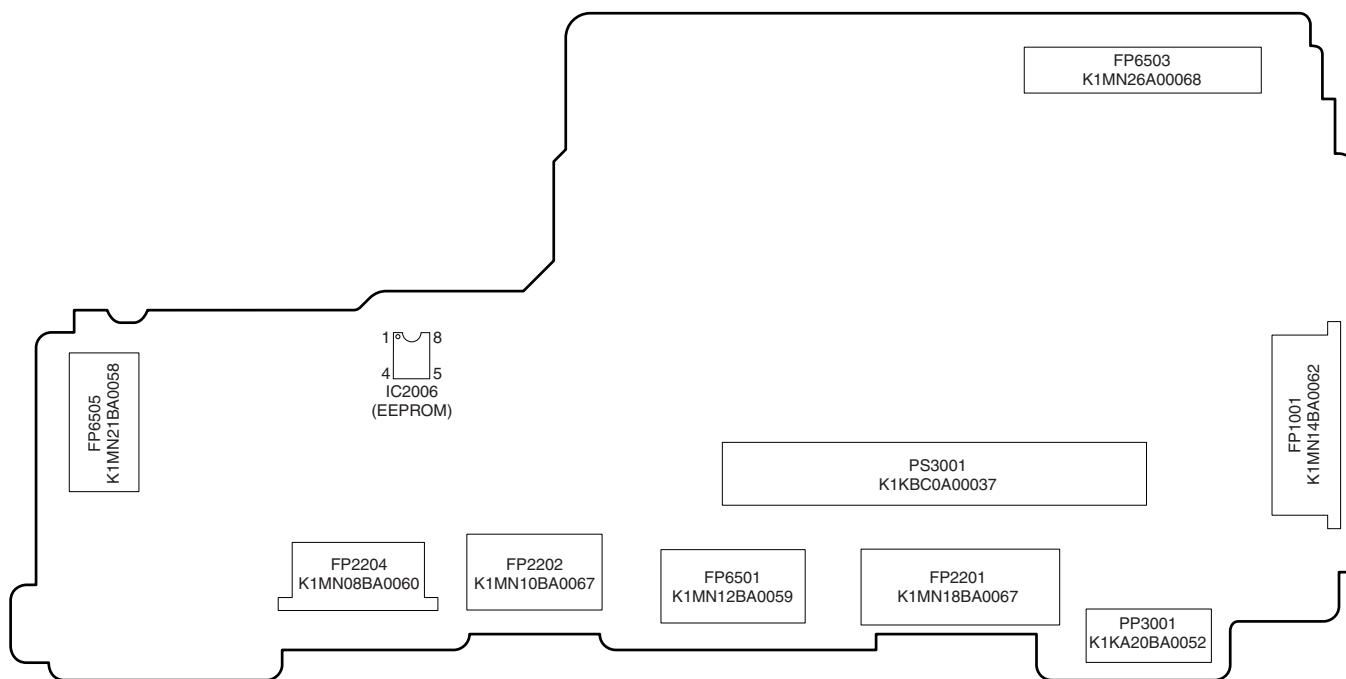 FP6503
K1MN26A00068
1
8
4
5
IC2006
(EEPROM)
FP6505
K1MN21BA0058
FP1001
K1MN14BA0062
PS3001
K1KBC0A00037
FP2204
K1MN08BA0060
FP2202
K1MN10BA0067
FP6501
K1MN12BA0059
FP2201
K1MN18BA0067
PP3001
K1KA20BA0052